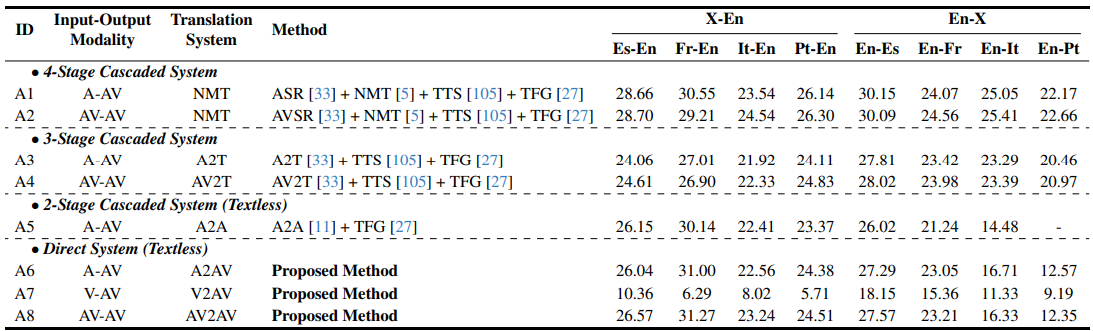 ID Input-Output Modality Translation System Method X-En En-X
Es-En Fr-En It-En Pt-En En-Es En-Fr En-It En-Pt
• 4-Stage Cascaded System
A1 A-AV NMT ASR [33] + NMT [5] + TTS [105] + TFG [27] 28.66 30.55 23.54 26.14 30.15 24.07 25.05 22.17
A2 AV-AV NMT AVSR [33] + NMT [5] + TTS [105] + TFG [27] 28.70 29.21 24.54 26.30 30.09 24.56 25.41 22.66
• 3-Stage Cascaded System
A3 A-AV A2T A2T [33] + TTS [105] + TFG [27] 24.06 27.01 21.92 24.11 27.81 23.42 23.29 20.46
A4 AV-AV AV2T AV2T [33] + TTS [105] + TFG [27] 24.61 26.90 22.33 24.83 28.02 23.98 23.39 20.97
• 2-Stage Cascaded System (Textless)
A5 A-AV A2A A2A [11] + TFG [27] 26.15 30.14 22.41 23.37 26.02 21.24 14.48 -
• Direct System (Textless)
A6 A-AV A2AV Proposed Method 26.04 31.00 22.56 24.38 27.29 23.05 16.71 12.57
A7 V-AV V2AV Proposed Method 10.36 6.29 8.02 5.71 18.15 15.36 11.33 9.19
A8 AV-AV AV2AV Proposed Method 26.57 31.27 23.24 24.51 27.57 23.21 16.33 12.35